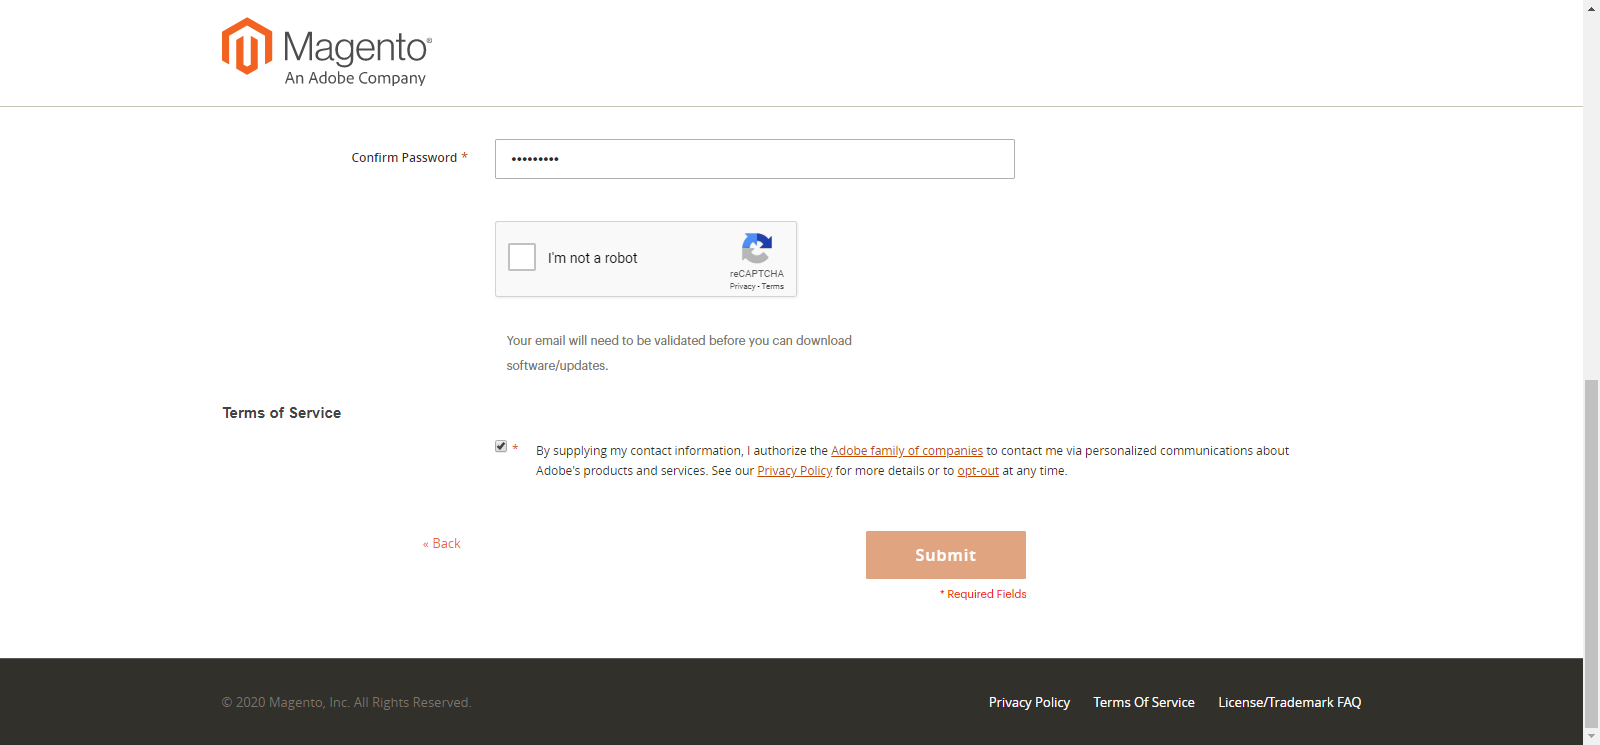 Magento®
An Adobe Company
Confirm Password *
•••••••••
I'm not a robot
reCAPTCHA
Privacy - Terms
Your email will need to be validated before you can download
software/updates.
Terms of Service
* By supplying my contact information, I authorize the Adobe family of companies to contact me via personalized communications about
Adobe's products and services. See our Privacy Policy for more details or to opt-out at any time.
« Back
Submit
* Required Fields
© 2020 Magento, Inc. All Rights Reserved.
Privacy Policy Terms Of Service License/Trademark FAQ